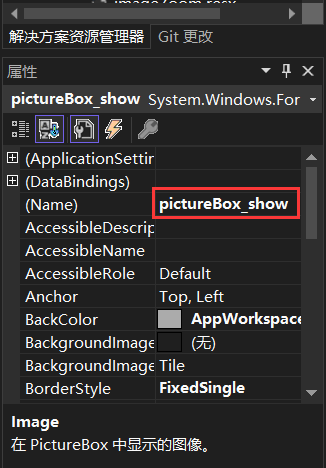 解决方案资源管理器 Git 更改
属性
pictureBox_show System.Windows.For
(ApplicationSettin
(DataBindings)
(Name) pictureBox_show
AccessibleDescrip
AccessibleName
AccessibleRole Default
Anchor Top, Left
BackColor AppWorkspace
BackgroundImage (无)
BackgroundImage Tile
BorderStyle FixedSingle
Image
在 PictureBox 中显示的图像。